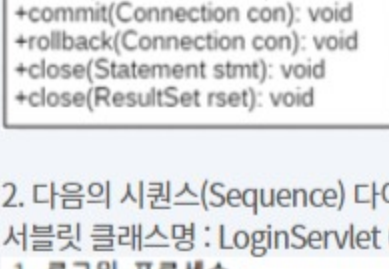 +commit(Connection con): void
+rollback(Connection con): void
+close(Statement stmt): void
+close(ResultSet rset): void
2. 다음의 시퀀스(Sequence) 다이
서블릿 클래스명 : LoginServlet